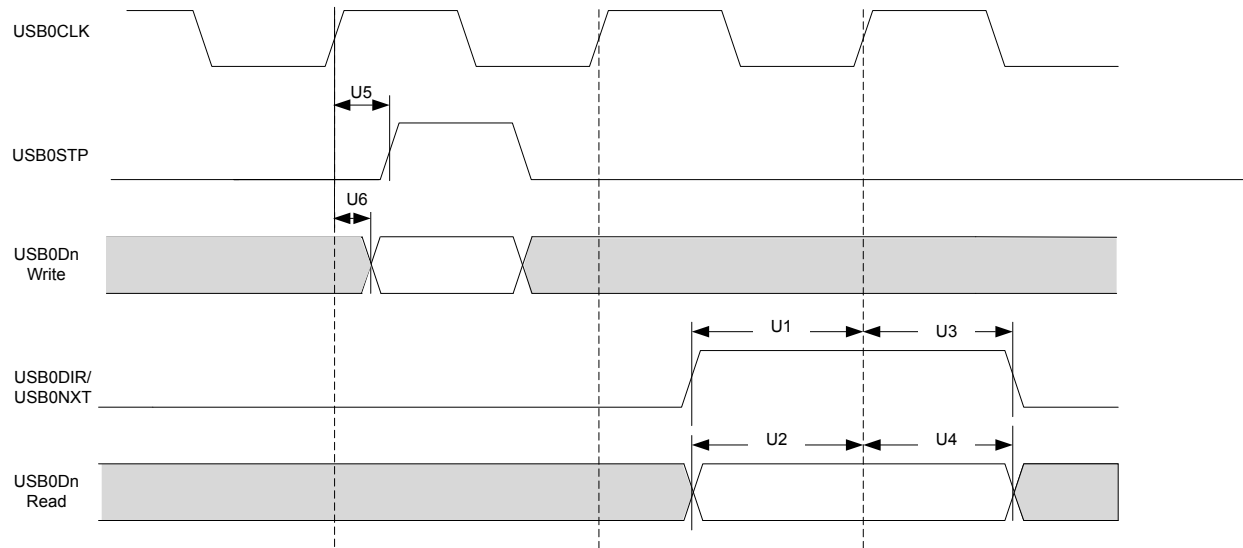 USB0CLK
U5
USB0STP
U6
USB0Dn
Write
U1
U3
USB0DIR/
USB0NXT
U2
U4
USB0Dn
Read